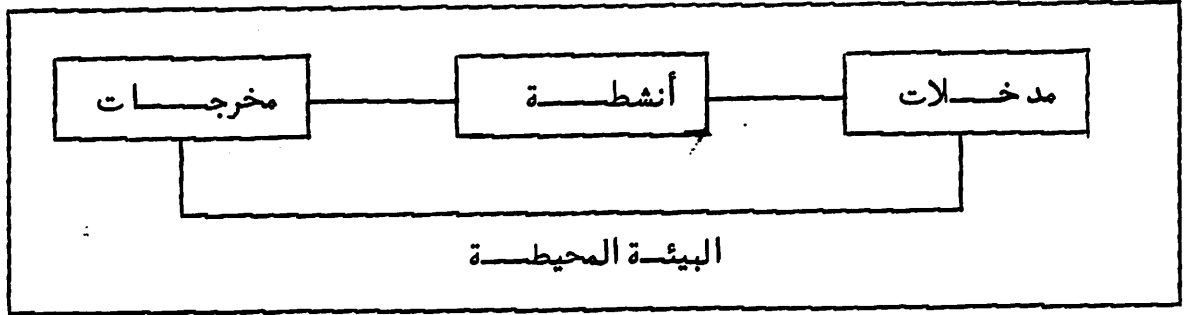 مدخلات
أنشطة
مخرجات
البيئة المحيطة